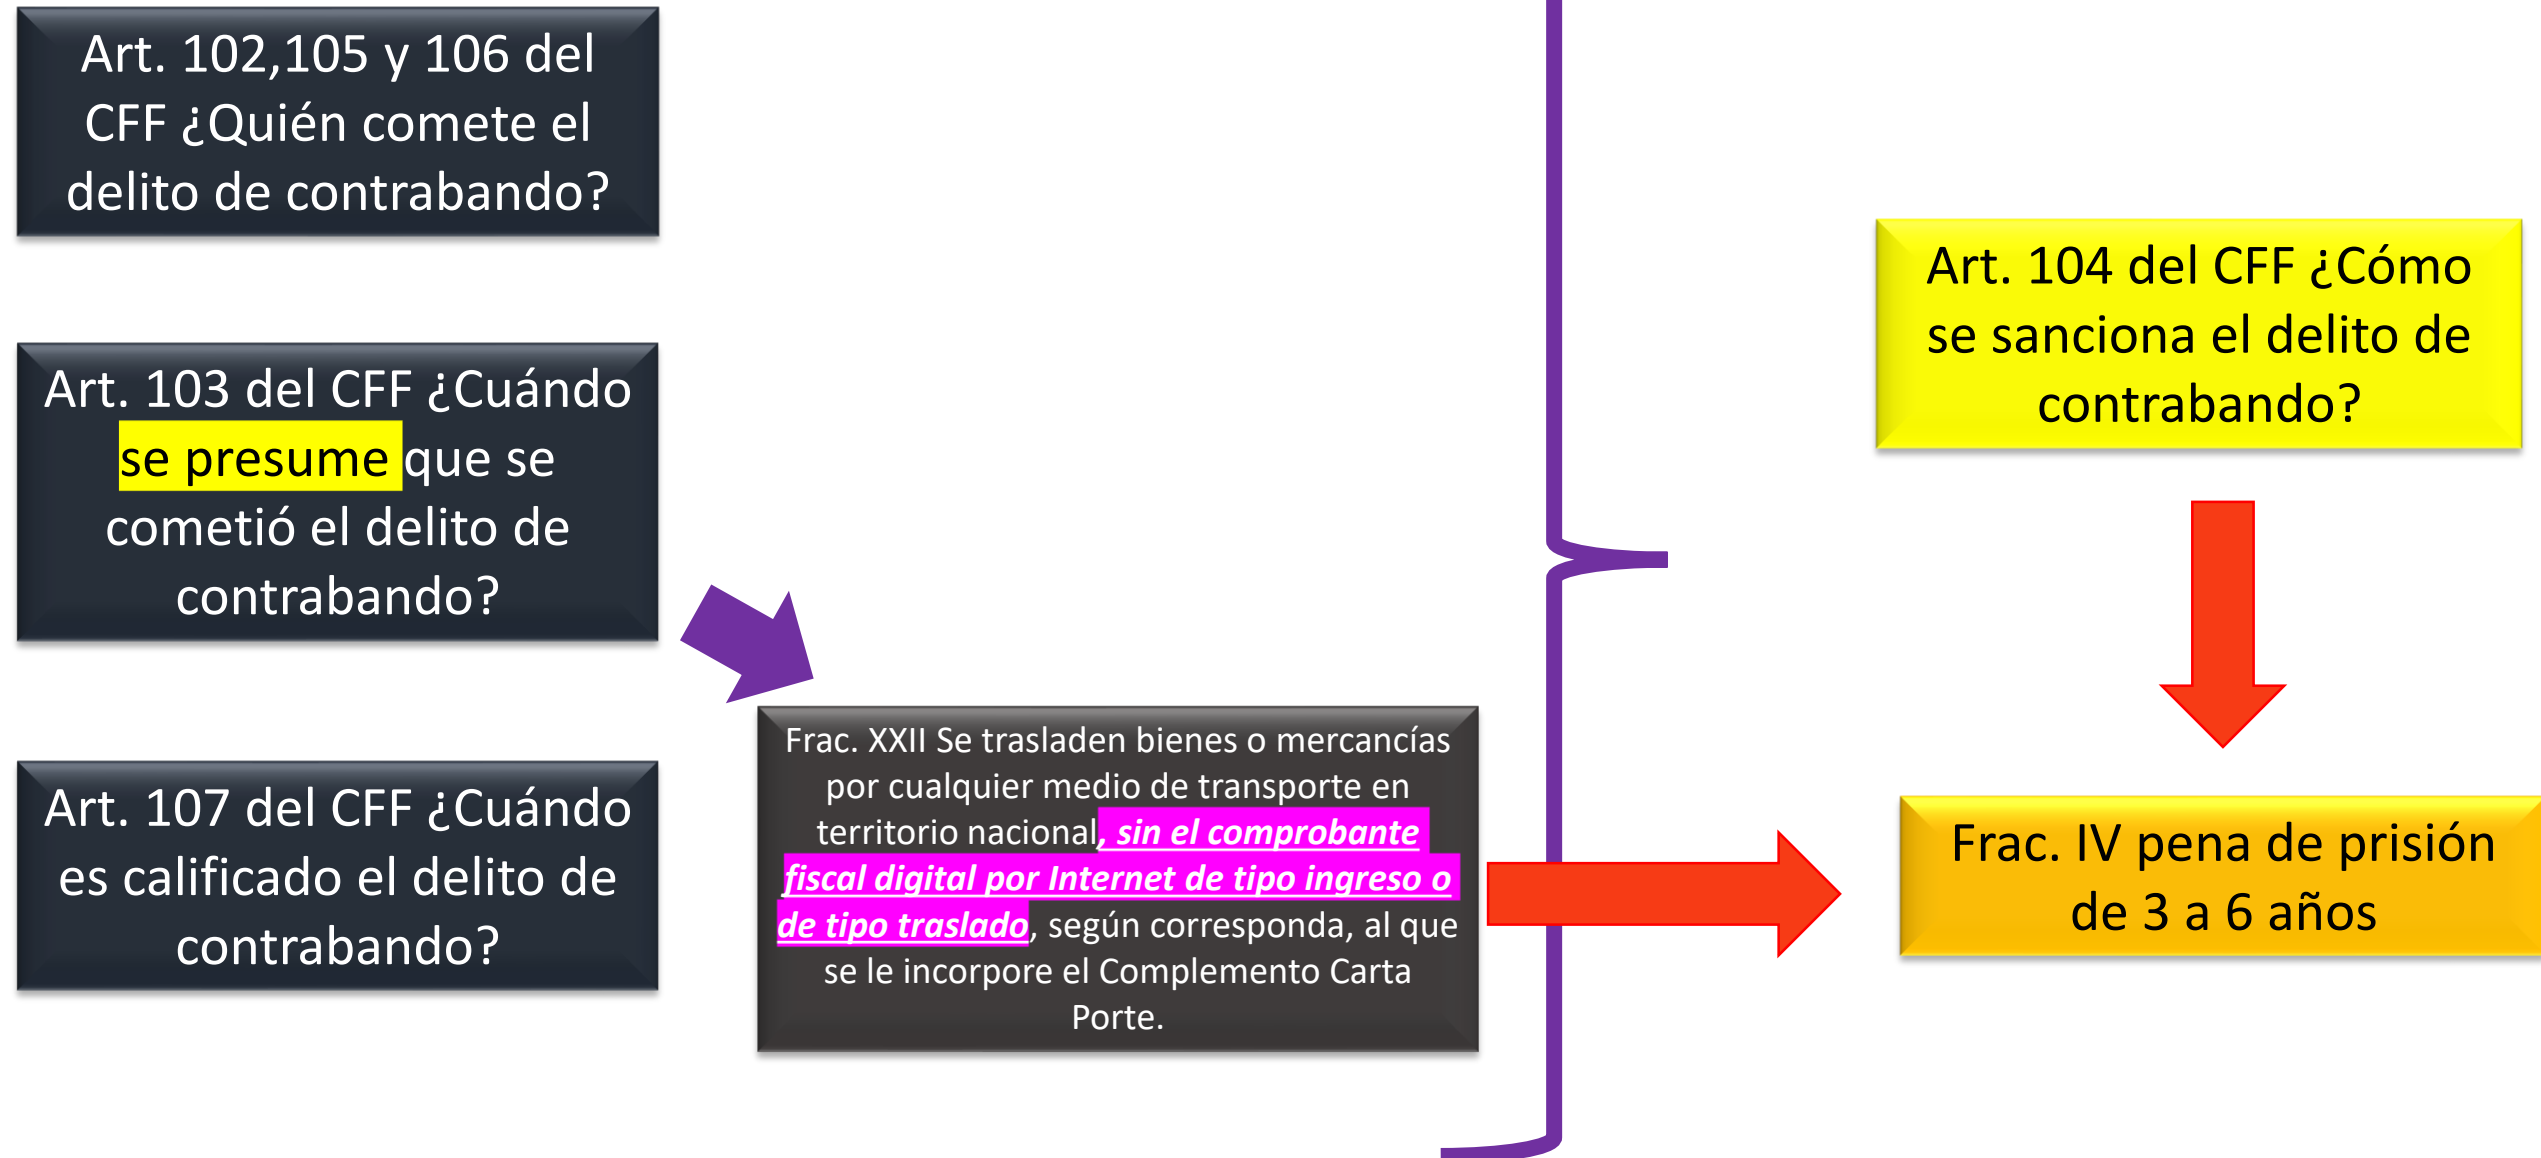 Art. 102,105 y 106 del
CFF ¿Quién comete el
delito de contrabando?
Art. 103 del CFF ¿Cuándo
se presume que se
cometió el delito de
contrabando?
Art. 107 del CFF ¿Cuándo
es calificado el delito de
contrabando?
Frac. XXII Se trasladen bienes o mercancías
por cualquier medio de transporte en
territorio nacional, sin el comprobante
fiscal digital por Internet de tipo ingreso o
de tipo traslado, según corresponda, al que
se le incorpore el Complemento Carta
Porte.
Art. 104 del CFF ¿Cómo
se sanciona el delito de
contrabando?
Frac. IV pena de prisión
de 3 a 6 años